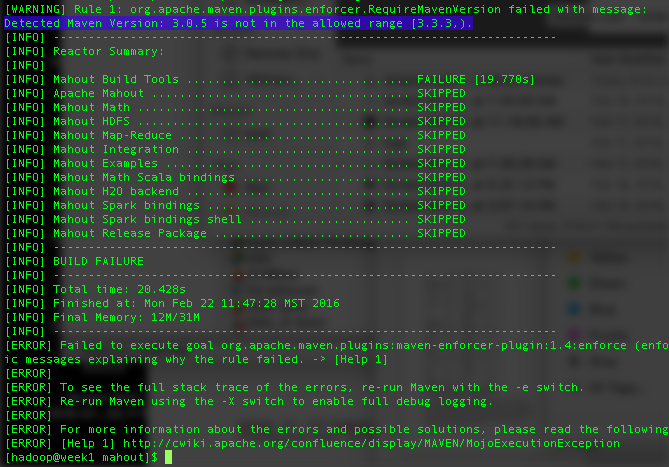 [WARNING] Rule 1: org.apache.maven.plugins.enforcer.RequireMavenVersion failed with message:
Detected Maven Version: 3.0.5 is not in the allowed range [3.3.3,).
[INFO] ------------------------------------------------------------------------
[INFO] Reactor Summary:
[INFO]
[INFO] Mahout Build Tools ................................ FAILURE [19.770s]
[INFO] Apache Mahout ..................................... SKIPPED
[INFO] Mahout Math ....................................... SKIPPED
[INFO] Mahout HDFS ....................................... SKIPPED
[INFO] Mahout Map-Reduce ................................. SKIPPED
[INFO] Mahout Integration ................................ SKIPPED
[INFO] Mahout Examples ................................... SKIPPED
[INFO] Mahout Math Scala bindings ........................ SKIPPED
[INFO] Mahout H2O backend ................................ SKIPPED
[INFO] Mahout Spark bindings ............................. SKIPPED
[INFO] Mahout Spark bindings shell ....................... SKIPPED
[INFO] Mahout Release Package ............................ SKIPPED
[INFO] ------------------------------------------------------------------------
[INFO] BUILD FAILURE
[INFO] ------------------------------------------------------------------------
[INFO] Total time: 20.428s
[INFO] Finished at: Mon Feb 22 11:47:28 MST 2016
[INFO] Final Memory: 12M/31M
[INFO] ------------------------------------------------------------------------
[ERROR] Failed to execute goal org.apache.maven.plugins:maven-enforcer-plugin:1.4:enforce (enfo
ic messages explaining why the rule failed. -> [Help 1]
[ERROR]
[ERROR] To see the full stack trace of the errors, re-run Maven with the -e switch.
[ERROR] Re-run Maven using the -X switch to enable full debug logging.
[ERROR]
[ERROR] For more information about the errors and possible solutions, please read the following
[ERROR] [Help 1] http://cwiki.apache.org/confluence/display/MAVEN/MojoExecutionException
[hadoop@week1 mahout]$